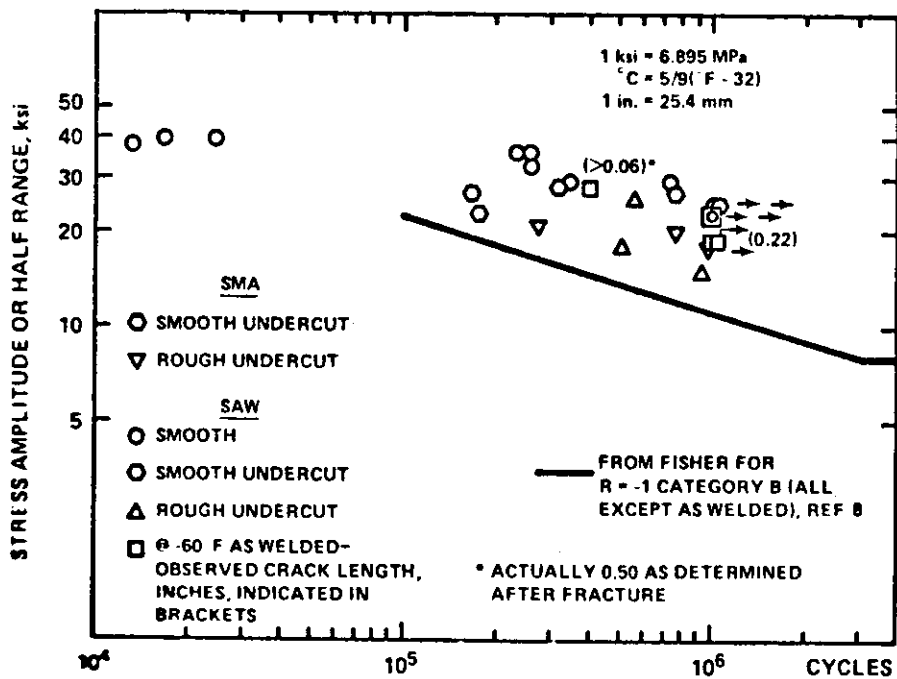 STRESS AMPLITUDE OR HALF RANGE, ksi
50
40
30
20
10
5
1 ksi = 6.895 MPa
°C = 5/9(°F - 32)
1 in. = 25.4 mm
(>0.06)*
(0.22)
SMA
SMOOTH UNDERCUT
ROUGH UNDERCUT
SAW
SMOOTH
SMOOTH UNDERCUT
ROUGH UNDERCUT
@ -60 F AS WELDED-
OBSERVED CRACK LENGTH,
INCHES, INDICATED IN
BRACKETS
FROM FISHER FOR
R = -1 CATEGORY B (ALL
EXCEPT AS WELDED), REF 8
* ACTUALLY 0.50 AS DETERMINED
AFTER FRACTURE
10⁴
10⁵
10⁶
CYCLES